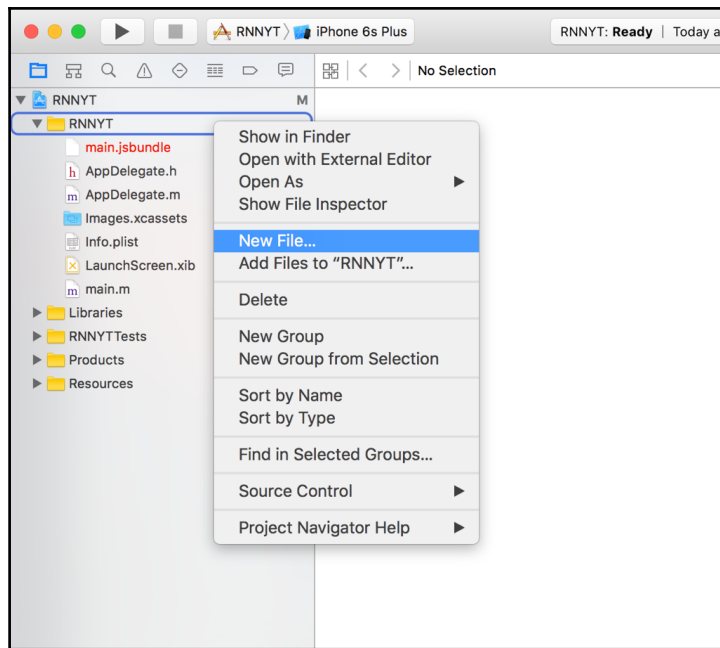 RNNYT iPhone 6s Plus
RNNYT: Ready | Today a
No Selection
RNNYT M
RNNYT
main.jsbundle
h AppDelegate.h
m AppDelegate.m
Images.xcassets
Info.plist
LaunchScreen.xib
m main.m
Libraries
RNNYTTests
Products
Resources
Show in Finder
Open with External Editor
Open As
Show File Inspector
New File...
Add Files to “RNNYT”...
Delete
New Group
New Group from Selection
Sort by Name
Sort by Type
Find in Selected Groups...
Source Control
Project Navigator Help